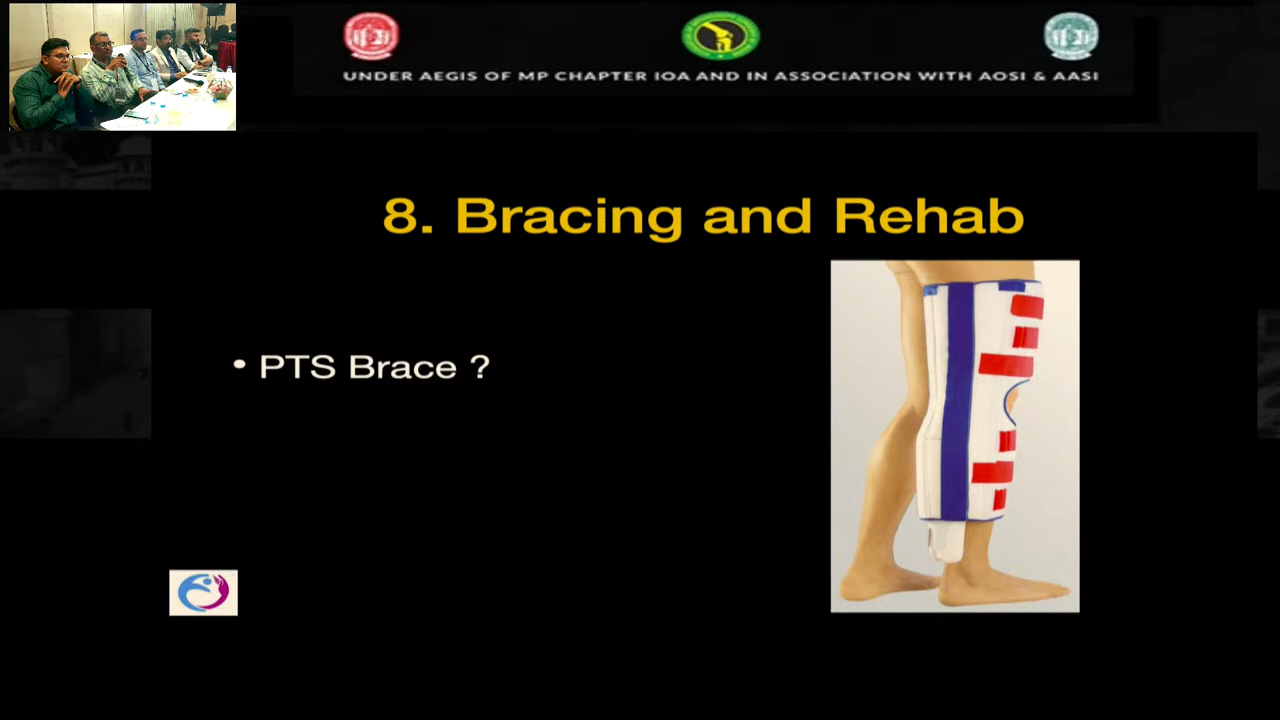 UNDER AEGIS OF MP CHAPTER IOA AND IN ASSOCIATION WITH AOSI & AASI
8. Bracing and Rehab
• PTS Brace ?